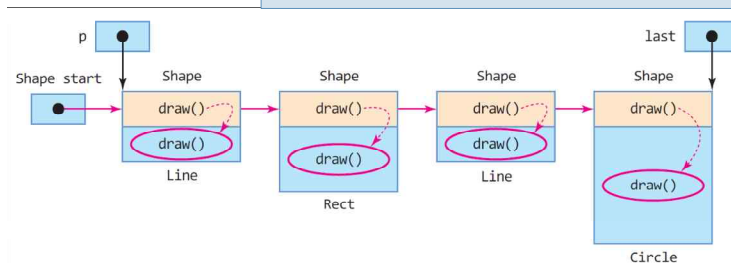 p
last
Shape start
Shape
Shape
Shape
Shape
draw()
draw()
draw()
draw()
draw()
draw()
draw()
draw()
Line
Rect
Line
Circle